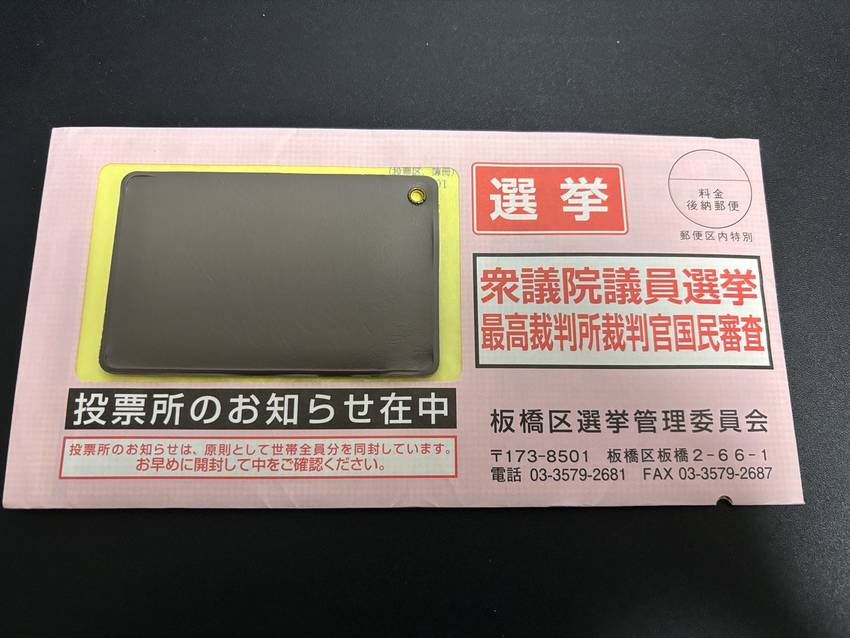 (投票区、簿冊)
選挙
料金
後納郵便
郵便区内特別
衆議院議員選挙
最高裁判所裁判官国民審査
投票所のお知らせ在中
投票所のお知らせは、原則として世帯全員分を同封しています。
お早めに開封して中をご確認ください。
板橋区選挙管理委員会
〒173-8501 板橋区板橋2-66-1
電話 03-3579-2681 FAX 03-3579-2687